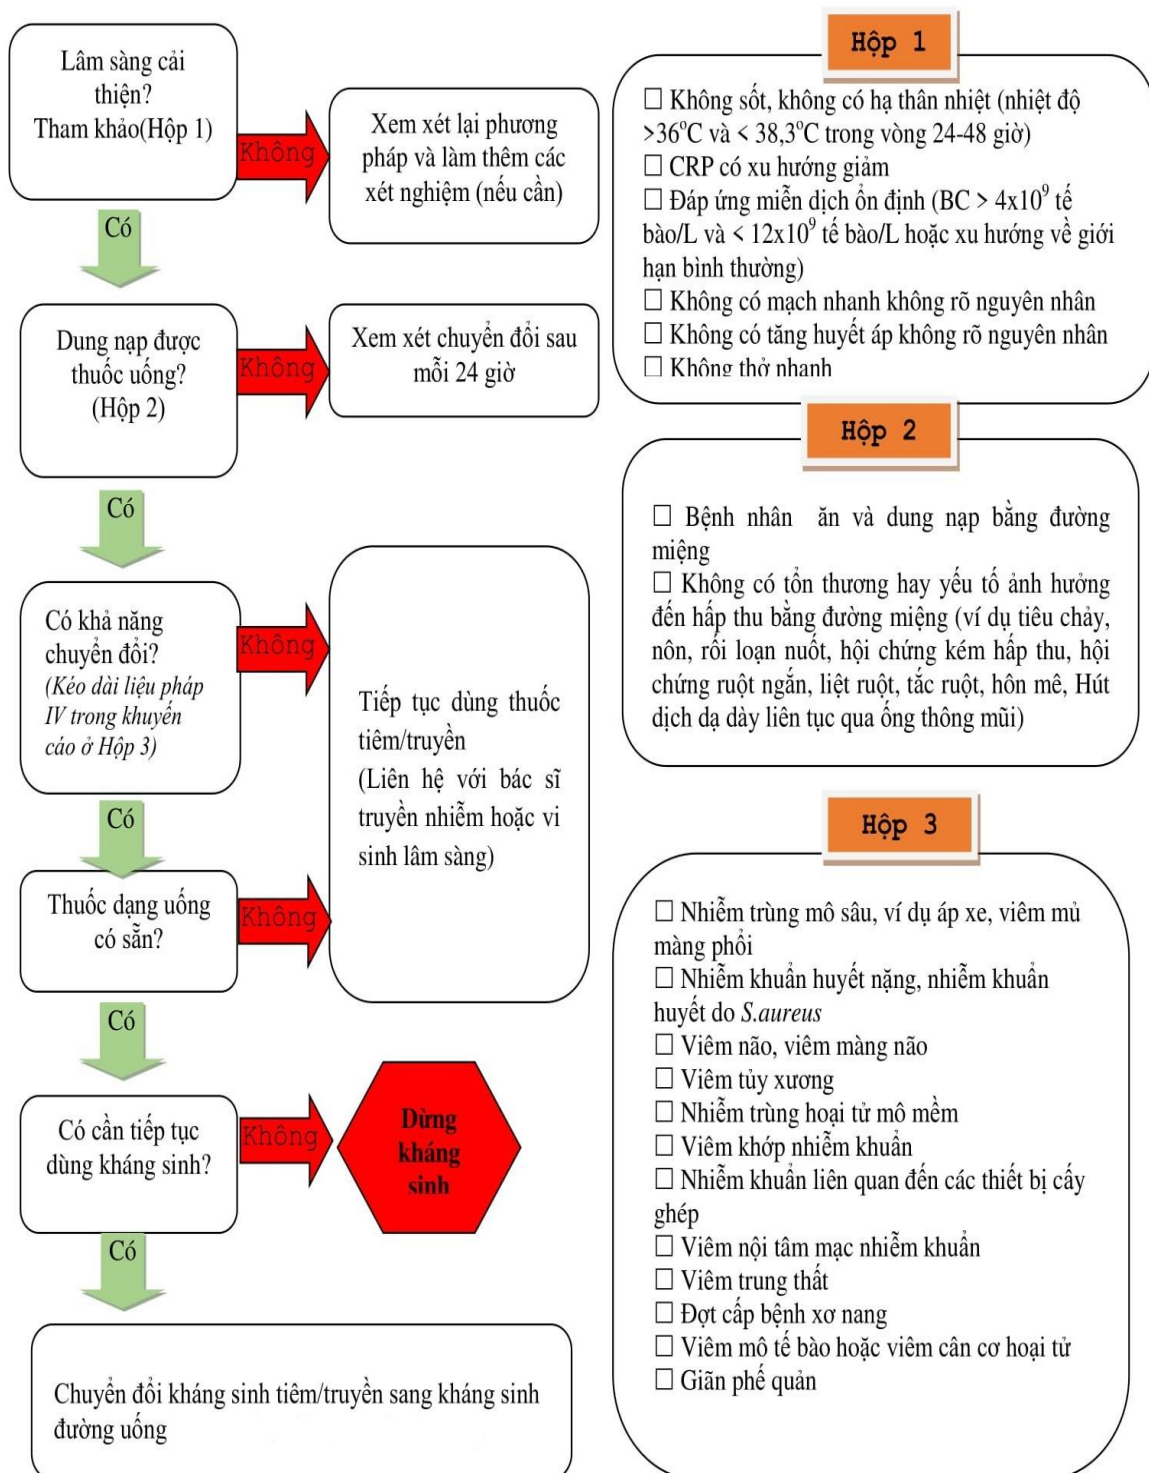 Lâm sàng cải
thiện?
Tham khảo(Hộp 1)
Không
Xem xét lại phương
pháp và làm thêm các
xét nghiệm (nếu cần)
Có
Dung nạp được
thuốc uống?
(Hộp 2)
Không
Xem xét chuyển đổi sau
mỗi 24 giờ
Có
Có khả năng
chuyển đổi?
(Kéo dài liệu pháp
IV trong khuyến
cáo ở Hộp 3)
Không
Tiếp tục dùng thuốc
tiêm/truyền
(Liên hệ với bác sĩ
truyền nhiễm hoặc vi
sinh lâm sàng)
Có
Thuốc dạng uống
có sẵn?
Không
Có
Có cần tiếp tục
dùng kháng sinh?
Không
Dừng
kháng
sinh
Có
Chuyển đổi kháng sinh tiêm/truyền sang kháng sinh
đường uống
Hộp 1
☐ Không sốt, không có hạ thân nhiệt (nhiệt độ
>36°C và < 38,3°C trong vòng 24-48 giờ)
☐ CRP có xu hướng giảm
☐ Đáp ứng miễn dịch ổn định (BC > 4x10⁹ tế
bào/L và < 12x10⁹ tế bào/L hoặc xu hướng về giới
hạn bình thường)
☐ Không có mạch nhanh không rõ nguyên nhân
☐ Không có tăng huyết áp không rõ nguyên nhân
☐ Không thở nhanh
Hộp 2
☐ Bệnh nhân ăn và dung nạp bằng đường
miệng
☐ Không có tổn thương hay yếu tố ảnh hưởng
đến hấp thu bằng đường miệng (ví dụ tiêu chảy,
nôn, rối loạn nuốt, hội chứng kém hấp thu, hội
chứng ruột ngắn, liệt ruột, tắc ruột, hôn mê, Hút
dịch dạ dày liên tục qua ống thông mũi)
Hộp 3
☐ Nhiễm trùng mô sâu, ví dụ áp xe, viêm mủ
màng phổi
☐ Nhiễm khuẩn huyết nặng, nhiễm khuẩn
huyết do S.aureus
☐ Viêm não, viêm màng não
☐ Viêm tủy xương
☐ Nhiễm trùng hoại tử mô mềm
☐ Viêm khớp nhiễm khuẩn
☐ Nhiễm khuẩn liên quan đến các thiết bị cấy
ghép
☐ Viêm nội tâm mạc nhiễm khuẩn
☐ Viêm trung thất
☐ Đợt cấp bệnh xơ nang
☐ Viêm mô tế bào hoặc viêm cân cơ hoại tử
☐ Giãn phế quản